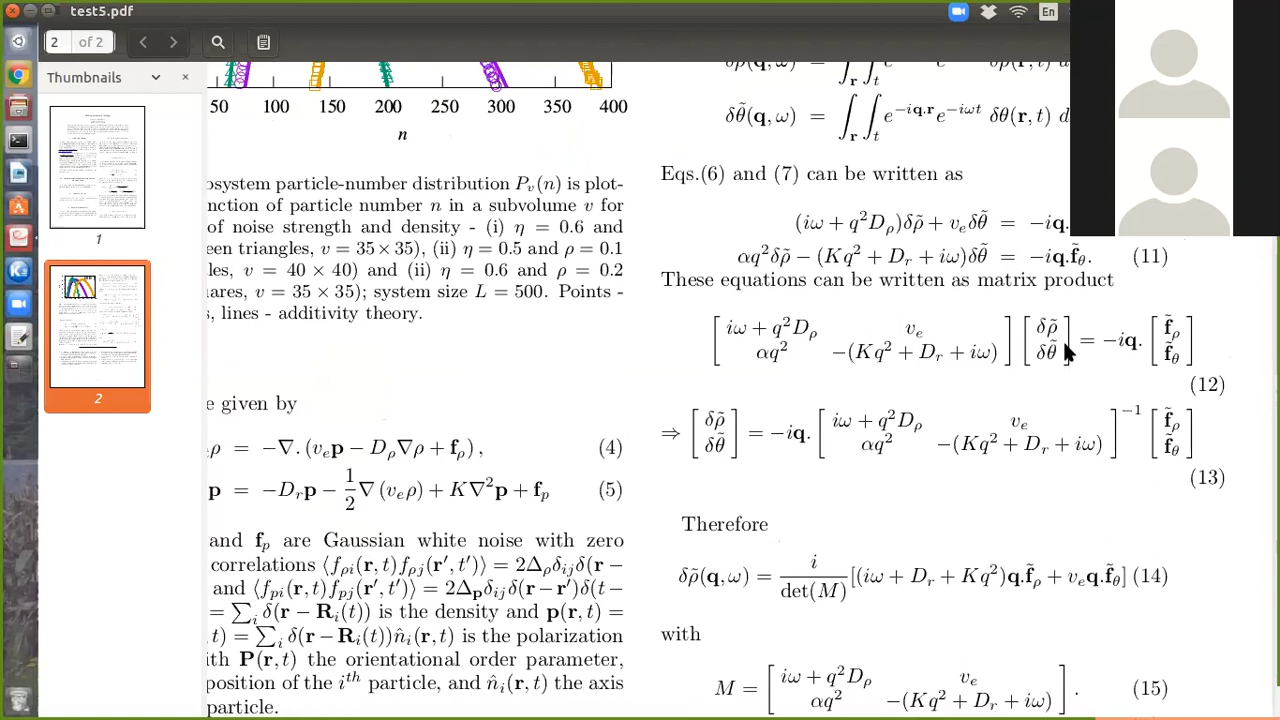 test5.pdf
En
2 of 2
Thumbnails
1
2
50 100 150 200 250 300 350 400
n
osystem particle-number distribution P_v(n) is plot-
nction of particle number n in a subvolume v for
of noise strength and density - (i) η = 0.6 and
een triangles, v = 35 × 35), (ii) η = 0.5 and ρ = 0.1
les, v = 40 × 40) and (ii) η = 0.6 and ρ = 0.2
uares, v = 35 × 35); system size L = 500. Points -
s, lines - additivity theory.
e given by
ρ = −∇. (v_e p − D_ρ∇ρ + f_ρ) , (4)
p = −D_r p − 1/2 ∇ (v_e ρ) + K∇²p + f_p (5)
and f_p are Gaussian white noise with zero
correlations ⟨f_ρi(r, t)f_ρj(r′, t′)⟩ = 2Δ_ρδ_ijδ(r −
and ⟨f_pi(r, t)f_pj(r′, t′)⟩ = 2Δ_pδ_ijδ(r − r′)δ(t −
= ∑_i δ(r − R_i(t)) is the density and p(r, t) =
, t) = ∑_i δ(r − R_i(t))n̂_i(r, t) is the polarization
ith P(r, t) the orientational order parameter,
position of the i^th particle, and n̂_i(r, t) the axis
particle.
δθ̃(q, ω) = ∫_r ∫_t e^{−iq.r} e^{−iωt} δθ(r, t) d
Eqs.(6) and (7) can be written as
(iω + q²D_ρ)δρ̃ + v_e δθ̃ = −iq.
αq²δρ̃ − (Kq² + D_r + iω)δθ̃ = −iq.f̃_θ. (11)
These equations can be written as matrix product
[ iω + q²D_ρ v_e ] [ δρ̃ ] = −iq. [ f̃_ρ ]
[ αq² −(Kq² + D_r + iω) ] [ δθ̃ ] [ f̃_θ ]
(12)
⇒ [ δρ̃ ] = −iq. [ iω + q²D_ρ v_e ]^{−1} [ f̃_ρ ]
[ δθ̃ ] [ αq² −(Kq² + D_r + iω) ] [ f̃_θ ]
(13)
Therefore
δρ̃(q, ω) = i/det(M) [(iω + D_r + Kq²)q.f̃_ρ + v_e q.f̃_θ] (14)
with
M = [ iω + q²D_ρ v_e ]
[ αq² −(Kq² + D_r + iω) ] . (15)